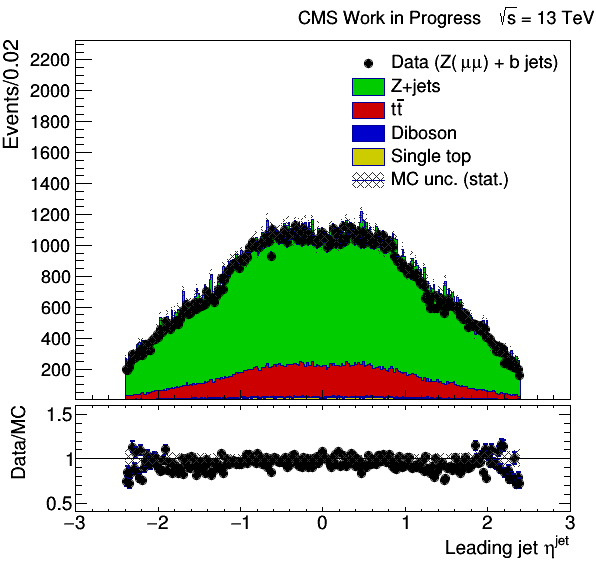 CMS Work in Progress √s = 13 TeV
Events/0.02
2200
2000
1800
1600
1400
1200
1000
800
600
400
200
Data (Z(μμ) + b jets)
Z+jets
tt̄
Diboson
Single top
MC unc. (stat.)
Data/MC
1.5
1
0.5
−3 −2 −1 0 1 2 3
Leading jet η^jet